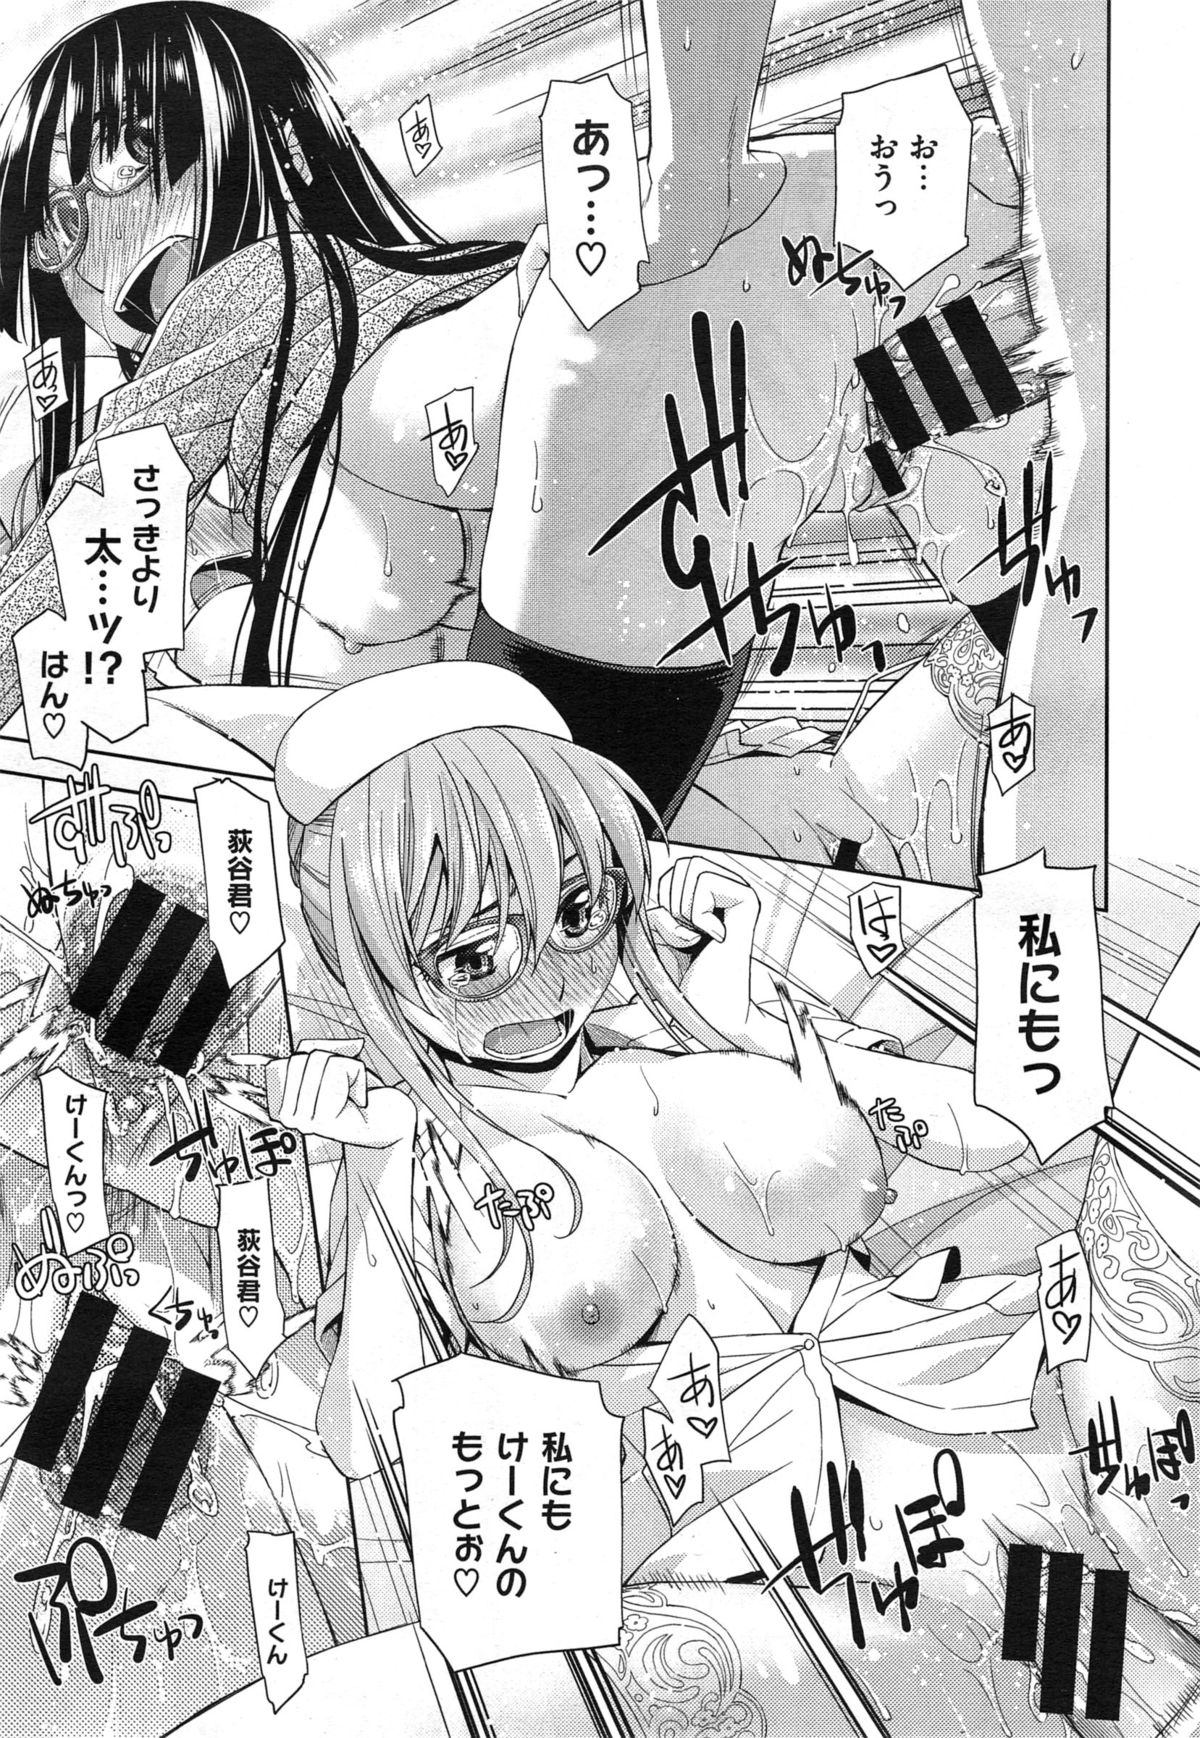 お…
おうっ
ぬちゅっ
あっ…♡
あ♡
あ♡
あっ♡
ぢゅっ
さっきより
太…ッ!?
はん♡
あ♡
私にもっ
は♡
荻谷君♡
ずぷっ
ぬちゅっ
ぢゅぽ
けーくんっ♡
荻谷君♡
たぷ
たぷ
ぬぷっ
くちゅっ
あ♡
あ♡
あ♡
私にも
けーくんの
もっとぉ♡
けーくん
ぷちゅっ
ぢゅぽ
ぢゅぽ